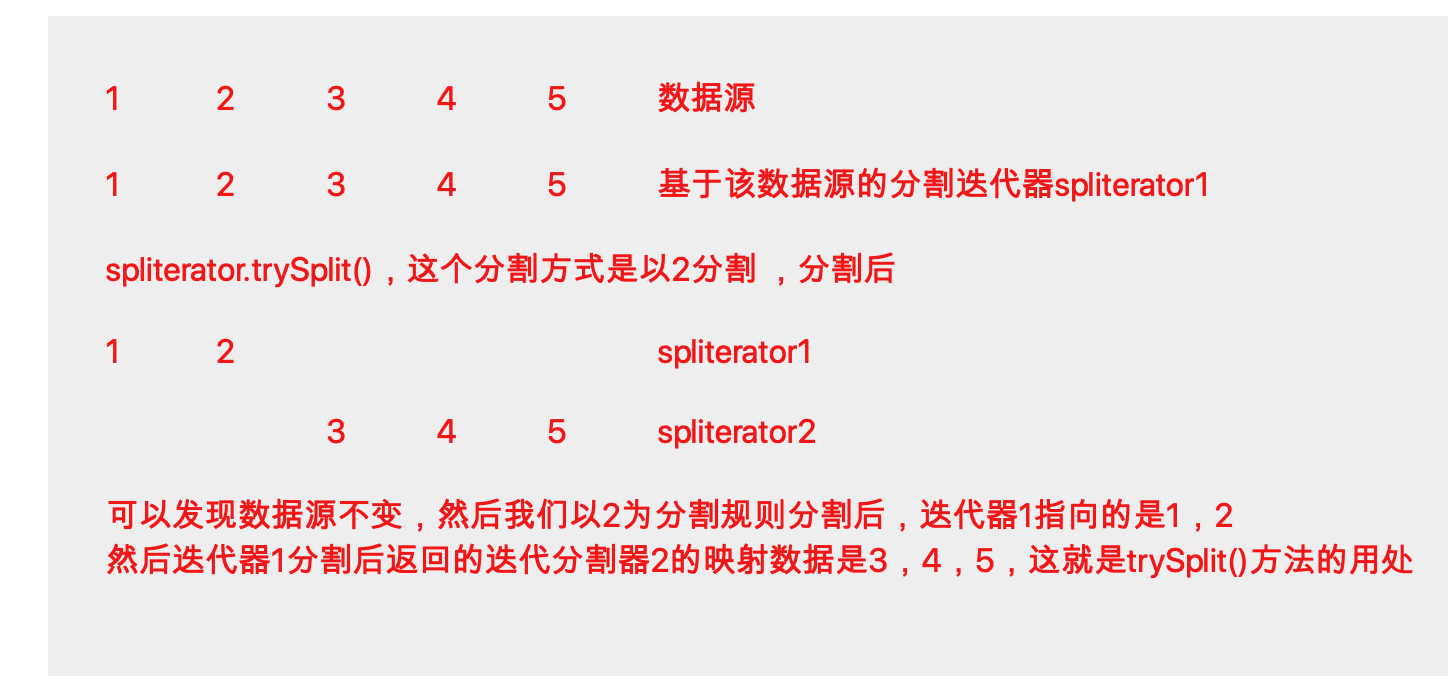 1 2 3 4 5 数据源
1 2 3 4 5 基于该数据源的分割迭代器spliterator1
spliterator.trySplit()，这个分割方式是以2分割 ，分割后
1 2 spliterator1
3 4 5 spliterator2
可以发现数据源不变，然后我们以2为分割规则分割后，迭代器1指向的是1，2
然后迭代器1分割后返回的迭代分割器2的映射数据是3，4，5，这就是trySplit()方法的用处